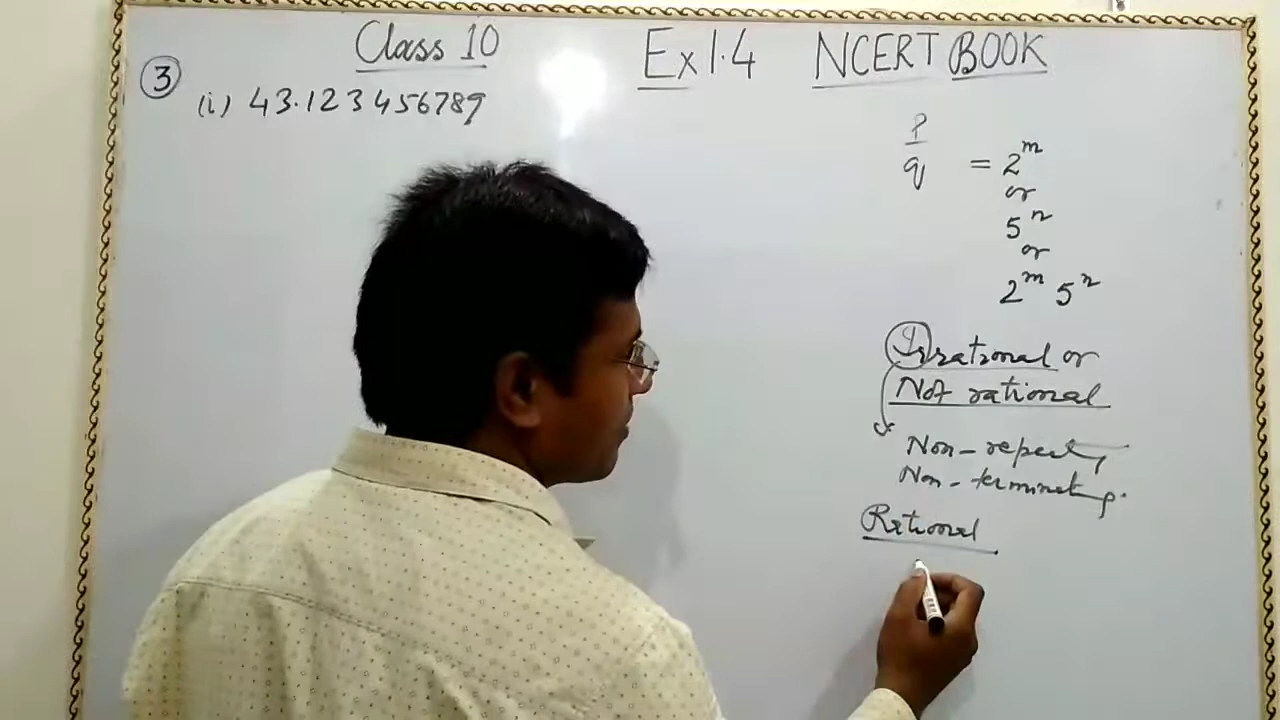 Class 10 Ex 1.4 NCERT BOOK
③ (i) 43.123456789
p
q = 2^m
or
5^n
or
2^m 5^n
Irrational or
Not rational
Non-repeating
Non-terminating.
Rational